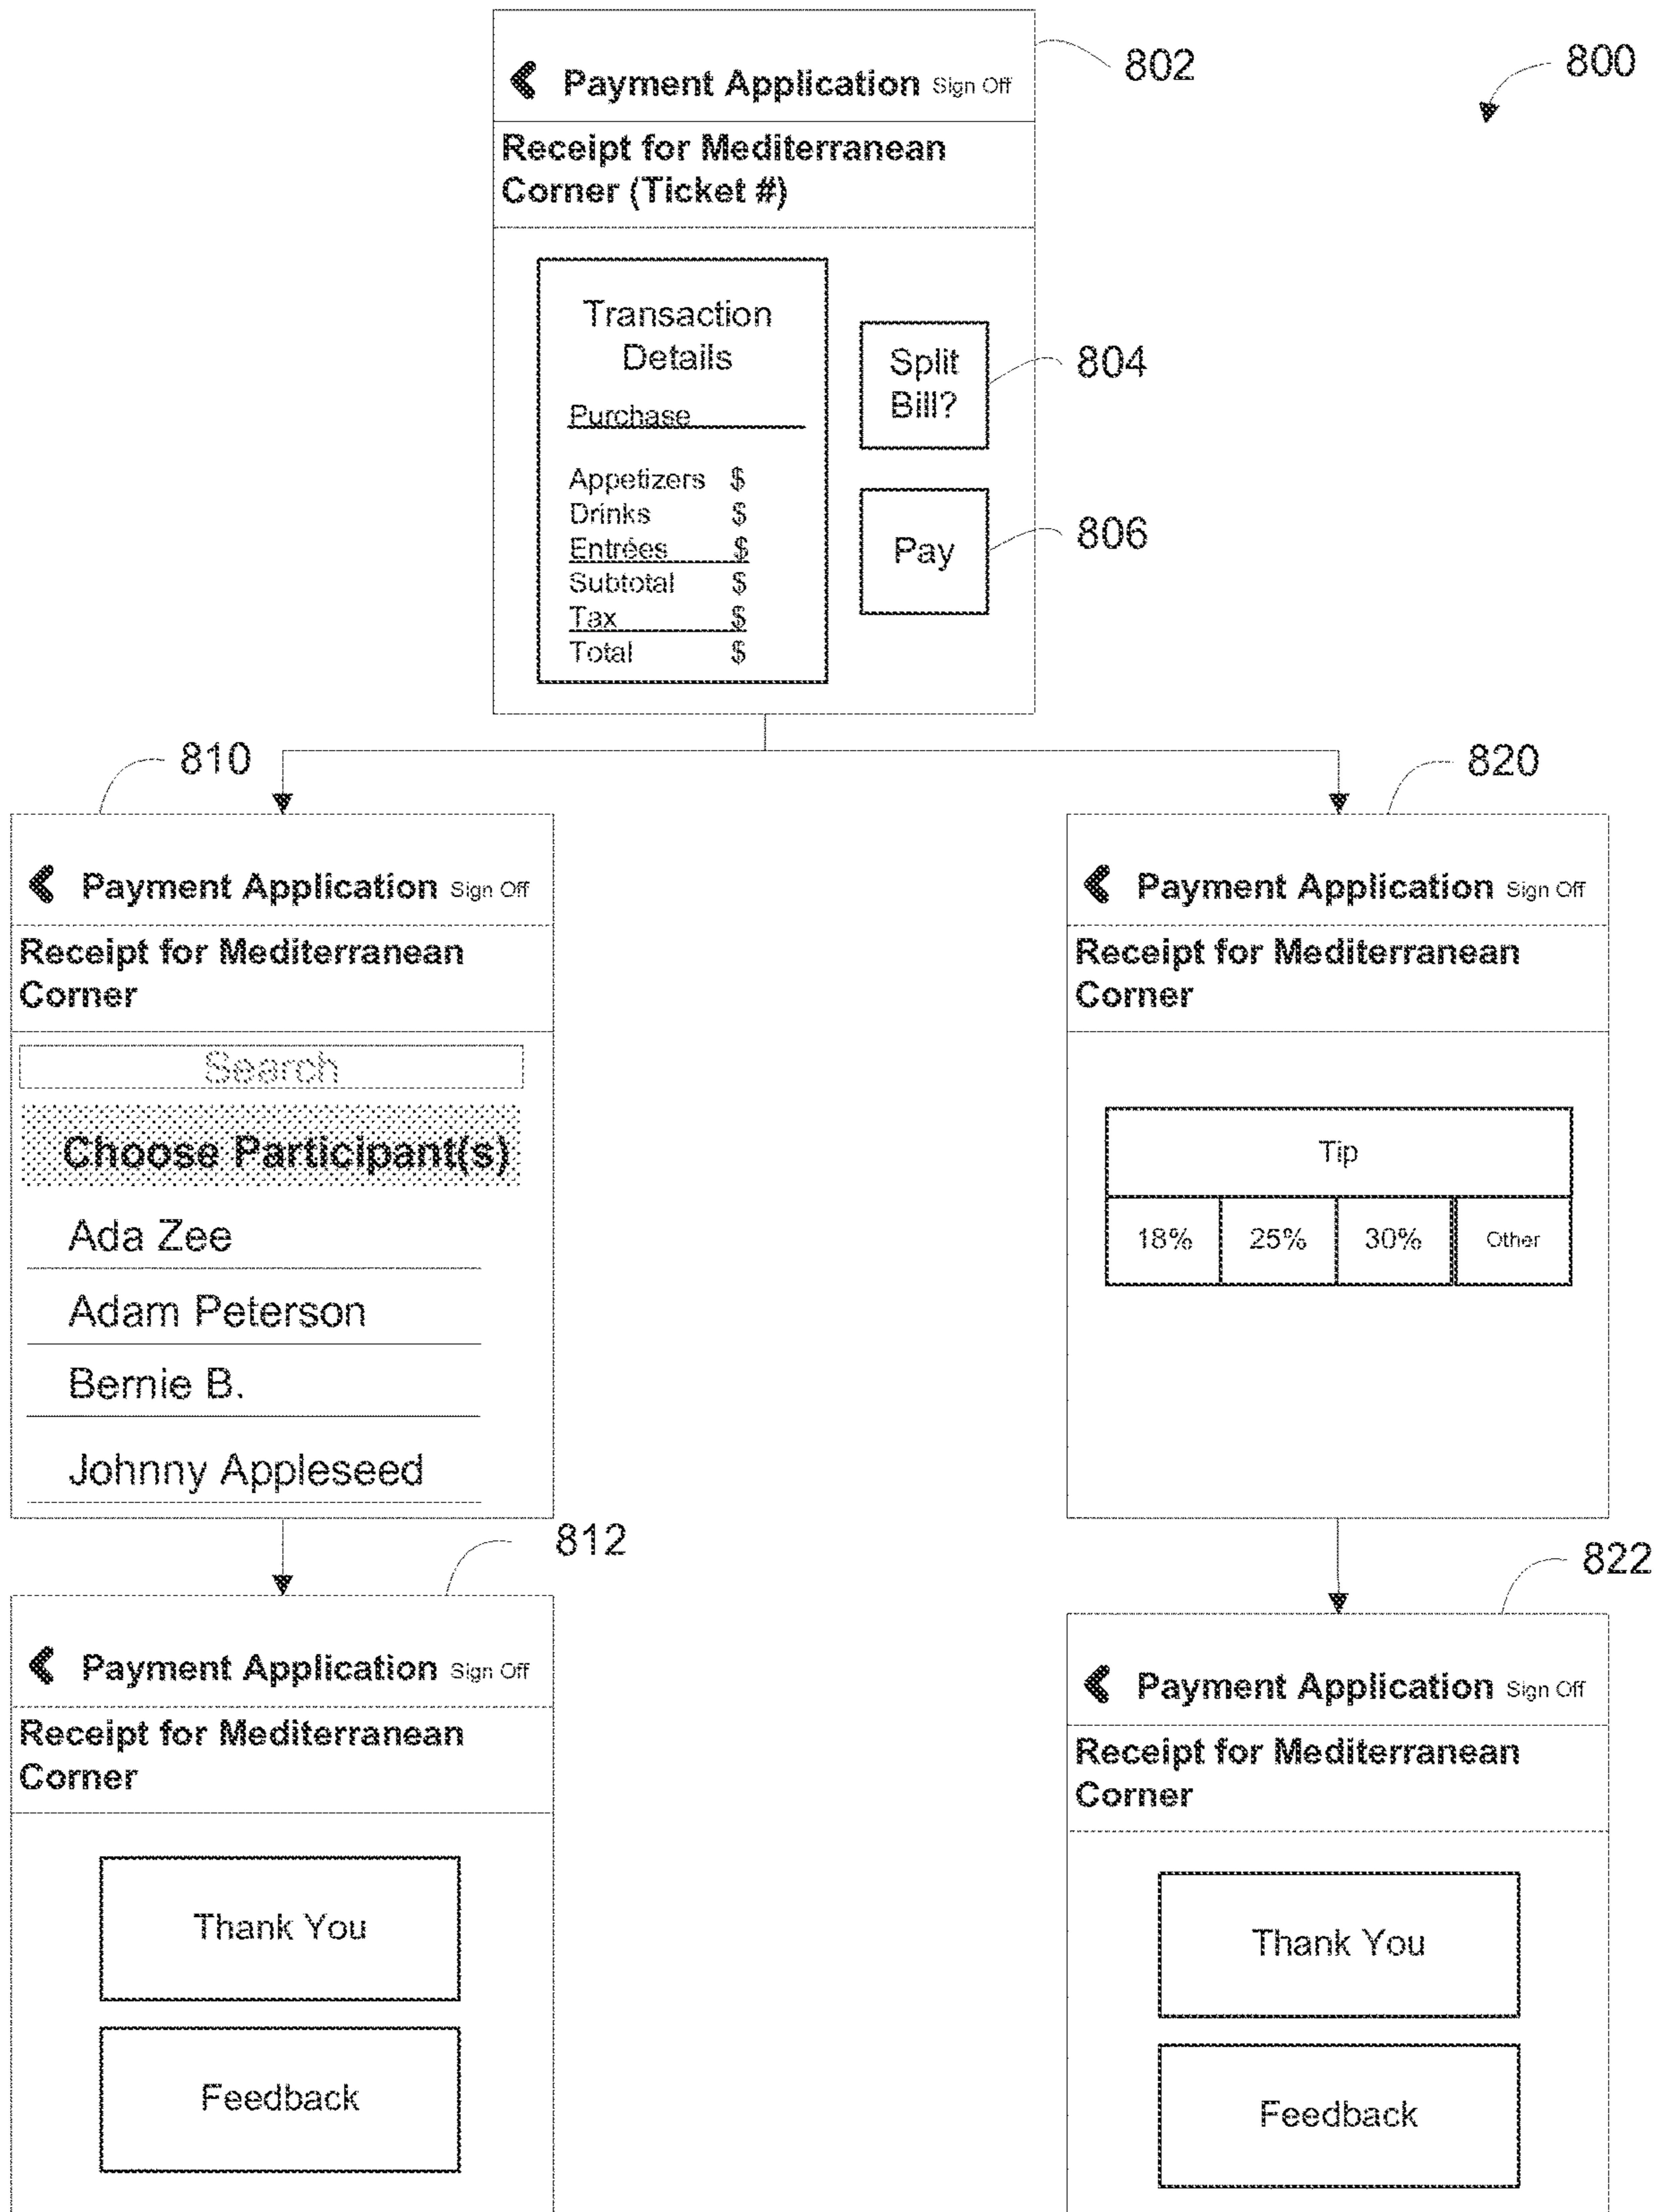 Payment Application Sign Off
802
800
Receipt for Mediterranean
Corner (Ticket #)
Transaction
Details
Purchase
Appetizers $
Drinks $
Entrées $
Subtotal $
Tax $
Total $
Split
Bill?
804
Pay
806
810
Payment Application Sign Off
Receipt for Mediterranean
Corner
Search
Choose Participant(s)
Ada Zee
Adam Peterson
Bernie B.
Johnny Appleseed
820
Payment Application Sign Off
Receipt for Mediterranean
Corner
Tip
18% 25% 30% Other
812
Payment Application Sign Off
Receipt for Mediterranean
Corner
Thank You
Feedback
822
Payment Application Sign Off
Receipt for Mediterranean
Corner
Thank You
Feedback